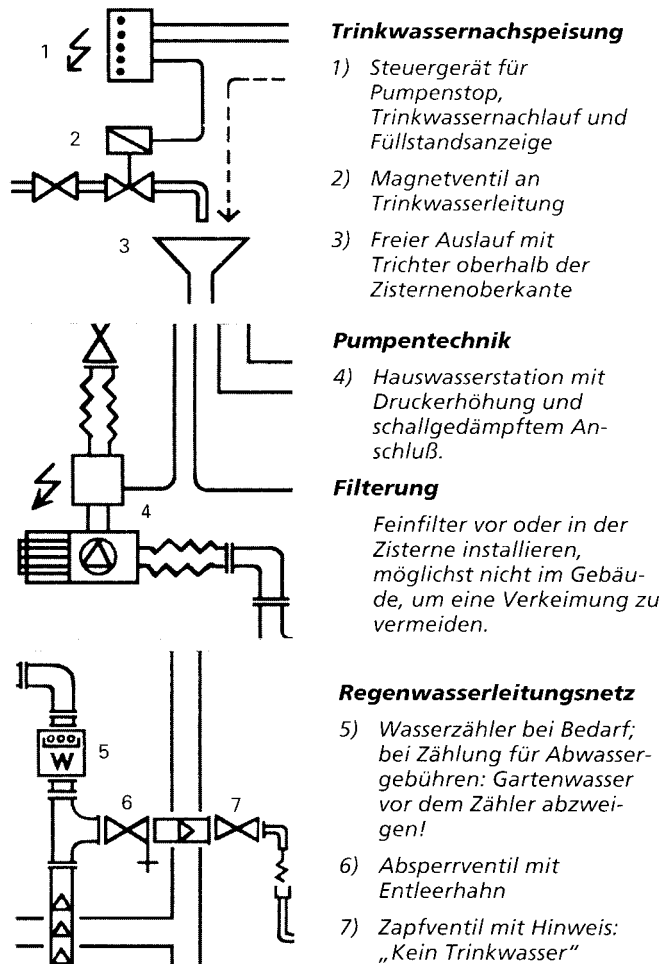 Trinkwassernachspeisung
1
1) Steuergerät für
Pumpenstop,
Trinkwassernachlauf und
Füllstandsanzeige
2
2) Magnetventil an
Trinkwasserleitung
3
3) Freier Auslauf mit
Trichter oberhalb der
Zisternenoberkante
Pumpentechnik
4) Hauswasserstation mit
Druckerhöhung und
schallgedämpftem An-
schluß.
4
Filterung
Feinfilter vor oder in der
Zisterne installieren,
möglichst nicht im Gebäu-
de, um eine Verkeimung zu
vermeiden.
Regenwasserleitungsnetz
W
5
5) Wasserzähler bei Bedarf;
bei Zählung für Abwasser-
gebühren: Gartenwasser
vor dem Zähler abzwei-
gen!
6
7
6) Absperrventil mit
Entleerhahn
7) Zapfventil mit Hinweis:
„Kein Trinkwasser"